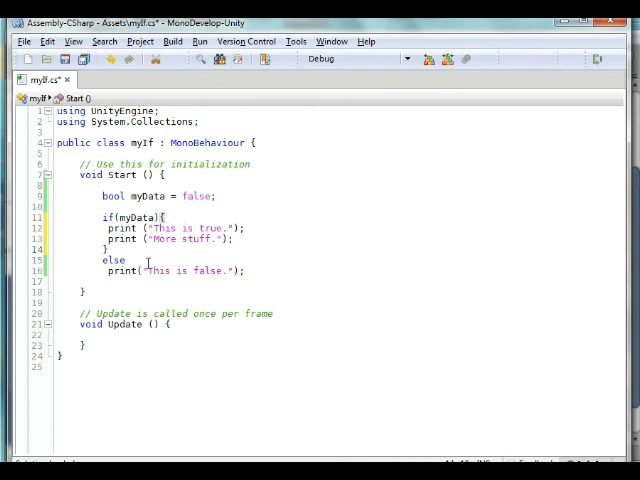 Assembly-CSharp - Assets\myIf.cs* - MonoDevelop-Unity
File Edit View Search Project Build Run Version Control Tools Window Help
Debug
myIf.cs* ×
myIf Start ()
1 using UnityEngine;
2 using System.Collections;
3
4 public class myIf : MonoBehaviour {
5
6 // Use this for initialization
7 void Start () {
8
9 bool myData = false;
10
11 if(myData){
12 print ("This is true.");
13 print ("More stuff.");
14 }
15 else
16 print("This is false.");
17
18 }
19
20 // Update is called once per frame
21 void Update () {
22
23 }
24 }
25